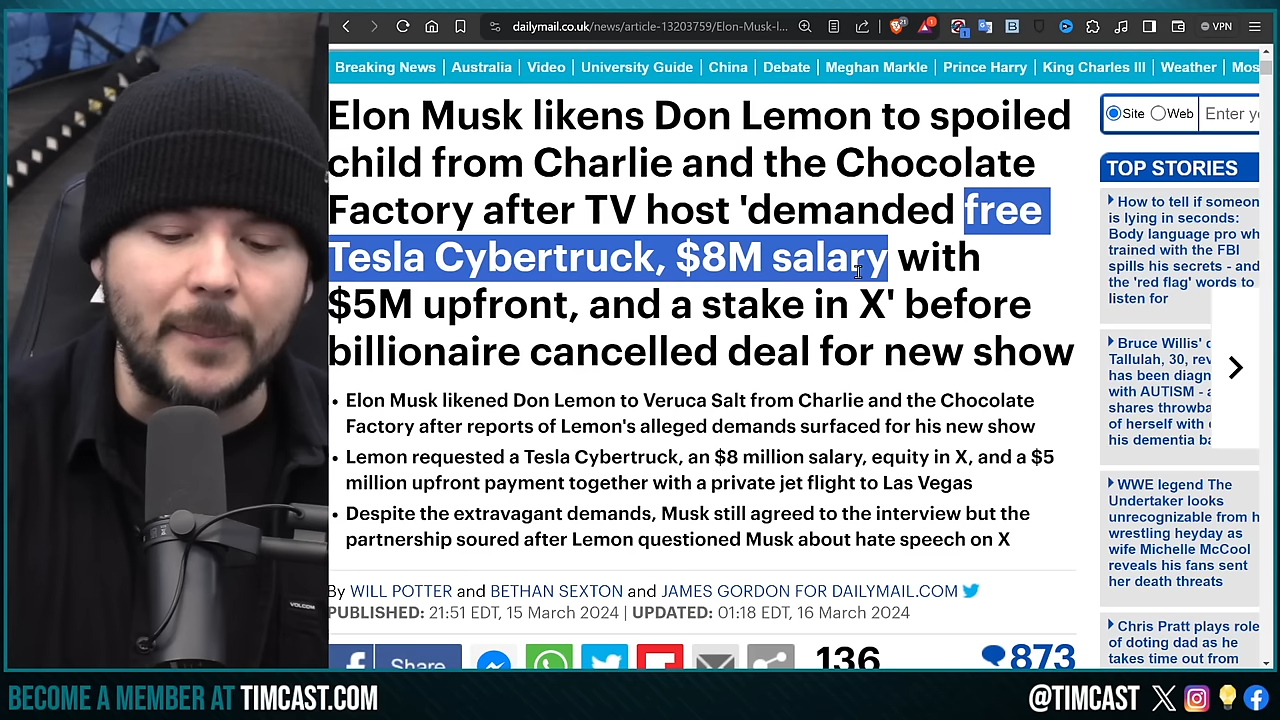 dailymail.co.uk/news/article-13203759/Elon-Musk-l...
VPN
Breaking News | Australia | Video | University Guide | China | Debate | Meghan Markle | Prince Harry | King Charles III | Weather | Mos
Elon Musk likens Don Lemon to spoiled
child from Charlie and the Chocolate
Factory after TV host 'demanded free
Tesla Cybertruck, $8M salary with
$5M upfront, and a stake in X' before
billionaire cancelled deal for new show
• Elon Musk likened Don Lemon to Veruca Salt from Charlie and the Chocolate
Factory after reports of Lemon's alleged demands surfaced for his new show
• Lemon requested a Tesla Cybertruck, an $8 million salary, equity in X, and a $5
million upfront payment together with a private jet flight to Las Vegas
• Despite the extravagant demands, Musk still agreed to the interview but the
partnership soured after Lemon questioned Musk about hate speech on X
By WILL POTTER and BETHAN SEXTON and JAMES GORDON FOR DAILYMAIL.COM
PUBLISHED: 21:51 EDT, 15 March 2024 | UPDATED: 01:18 EDT, 16 March 2024
Share
136
873
Site Web Enter yo
TOP STORIES
How to tell if someon
is lying in seconds:
Body language pro wh
trained with the FBI
spills his secrets - and
the 'red flag' words to
listen for
Bruce Willis' d
Tallulah, 30, rev
has been diagn
with AUTISM - a
shares throwba
of herself with
his dementia ba
WWE legend The
Undertaker looks
unrecognizable from h
wrestling heyday as
wife Michelle McCool
reveals his fans sent
her death threats
Chris Pratt plays role
of doting dad as he
takes time out from
VOLCOM
BECOME A MEMBER AT TIMCAST.COM
@TIMCAST